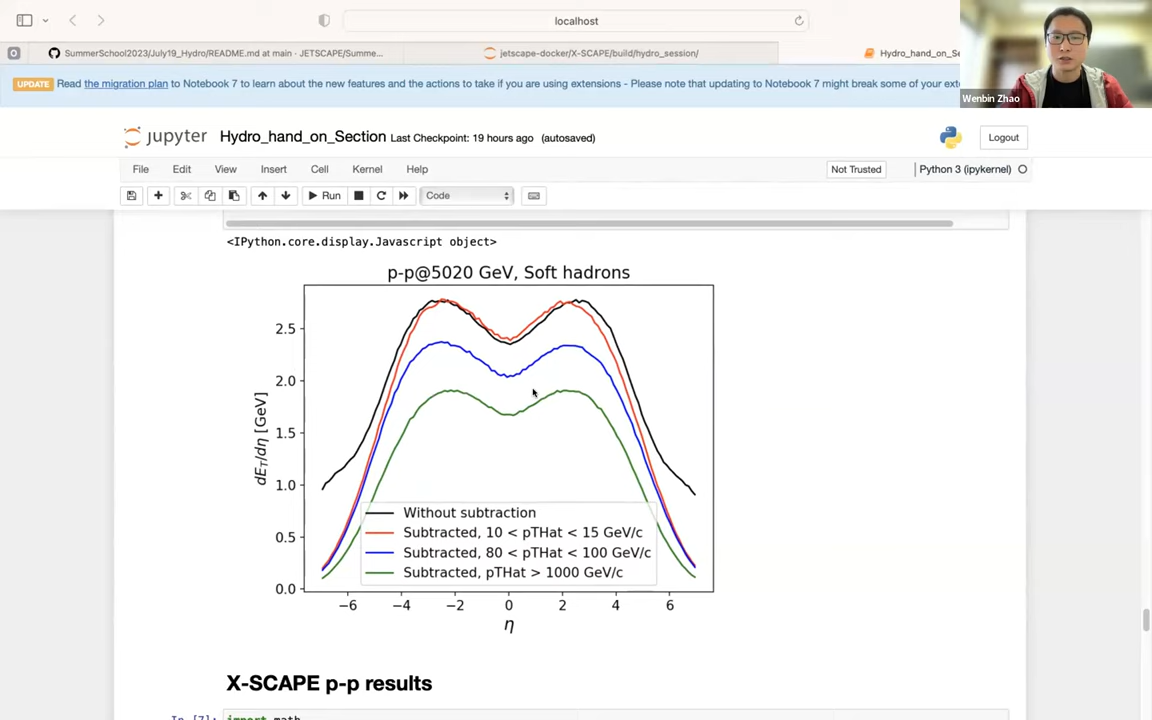 localhost
SummerSchool2023/July19_Hydro/README.md at main · JETSCAPE/Summe...
jetscape-docker/X-SCAPE/build/hydro_session/
Hydro_hand_on_Se
Wenbin Zhao
UPDATE Read the migration plan to Notebook 7 to learn about the new features and the actions to take if you are using extensions - Please note that updating to Notebook 7 might break some of your
jupyter Hydro_hand_on_Section Last Checkpoint: 19 hours ago (autosaved)
Logout
File Edit View Insert Cell Kernel Help
Not Trusted
Python 3 (ipykernel)
Run
Code
<IPython.core.display.Javascript object>
p-p@5020 GeV, Soft hadrons
2.5
2.0
1.5
1.0
0.5
0.0
dE_T/dη [GeV]
Without subtraction
Subtracted, 10 < pTHat < 15 GeV/c
Subtracted, 80 < pTHat < 100 GeV/c
Subtracted, pTHat > 1000 GeV/c
−6 −4 −2 0 2 4 6
η
X-SCAPE p-p results
In [7]: import math